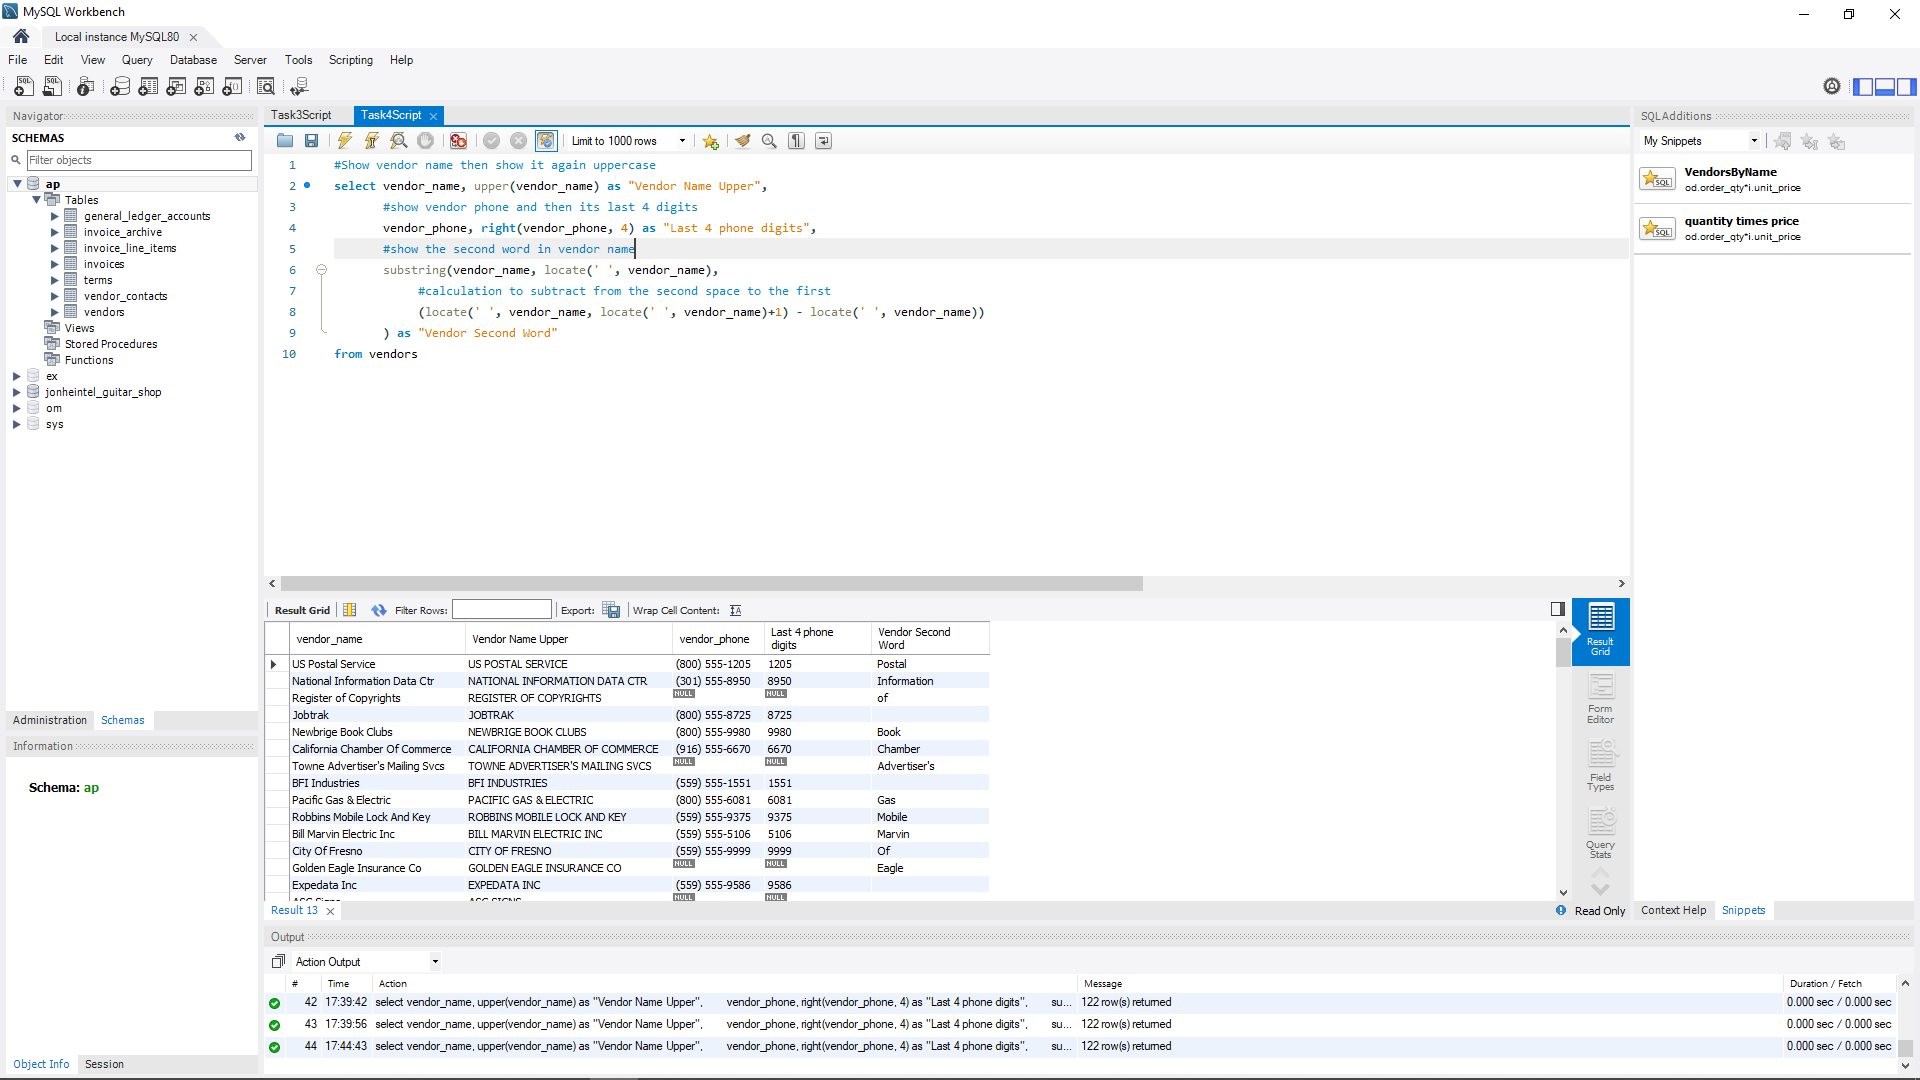 MySQL Workbench
Local instance MySQL80
File Edit View Query Database Server Tools Scripting Help
Navigator
SCHEMAS
Filter objects
ap
Tables
general_ledger_accounts
invoice_archive
invoice_line_items
invoices
terms
vendor_contacts
vendors
Views
Stored Procedures
Functions
ex
jonheintel_guitar_shop
om
sys
Administration Schemas
Information
Schema: ap
Object Info Session
Task3Script Task4Script
Limit to 1000 rows
1 #Show vendor name then show it again uppercase
2 select vendor_name, upper(vendor_name) as "Vendor Name Upper",
3 #show vendor phone and then its last 4 digits
4 vendor_phone, right(vendor_phone, 4) as "Last 4 phone digits",
5 #show the second word in vendor name
6 substring(vendor_name, locate(' ', vendor_name),
7 #calculation to subtract from the second space to the first
8 (locate(' ', vendor_name, locate(' ', vendor_name)+1) - locate(' ', vendor_name))
9 ) as "Vendor Second Word"
10 from vendors
Result Grid Filter Rows: Export: Wrap Cell Content:
vendor_name Vendor Name Upper vendor_phone Last 4 phone digits Vendor Second Word
US Postal Service US POSTAL SERVICE (800) 555-1205 1205 Postal
National Information Data Ctr NATIONAL INFORMATION DATA CTR (301) 555-8950 8950 Information
Register of Copyrights REGISTER OF COPYRIGHTS NULL NULL of
Jobtrak JOBTRAK (800) 555-8725 8725
Newbrige Book Clubs NEWBRIGE BOOK CLUBS (800) 555-9980 9980 Book
California Chamber Of Commerce CALIFORNIA CHAMBER OF COMMERCE (916) 555-6670 6670 Chamber
Towne Advertiser's Mailing Svcs TOWNE ADVERTISER'S MAILING SVCS NULL NULL Advertiser's
BFI Industries BFI INDUSTRIES (559) 555-1551 1551
Pacific Gas & Electric PACIFIC GAS & ELECTRIC (800) 555-6081 6081 Gas
Robbins Mobile Lock And Key ROBBINS MOBILE LOCK AND KEY (559) 555-9375 9375 Mobile
Bill Marvin Electric Inc BILL MARVIN ELECTRIC INC (559) 555-5106 5106 Marvin
City Of Fresno CITY OF FRESNO (559) 555-9999 9999 Of
Golden Eagle Insurance Co GOLDEN EAGLE INSURANCE CO NULL NULL Eagle
Expedata Inc EXPEDATA INC (559) 555-9586 9586
NULL NULL
Result Grid
Form Editor
Field Types
Query Stats
Result 13
Read Only
Output
Action Output
# Time Action Message Duration / Fetch
42 17:39:42 select vendor_name, upper(vendor_name) as "Vendor Name Upper", vendor_phone, right(vendor_phone, 4) as "Last 4 phone digits", su... 122 row(s) returned 0.000 sec / 0.000 sec
43 17:39:56 select vendor_name, upper(vendor_name) as "Vendor Name Upper", vendor_phone, right(vendor_phone, 4) as "Last 4 phone digits", su... 122 row(s) returned 0.000 sec / 0.000 sec
44 17:44:43 select vendor_name, upper(vendor_name) as "Vendor Name Upper", vendor_phone, right(vendor_phone, 4) as "Last 4 phone digits", su... 122 row(s) returned 0.000 sec / 0.000 sec
SQLAdditions
My Snippets
VendorsByName
od.order_qty*i.unit_price
quantity times price
od.order_qty*i.unit_price
Context Help Snippets